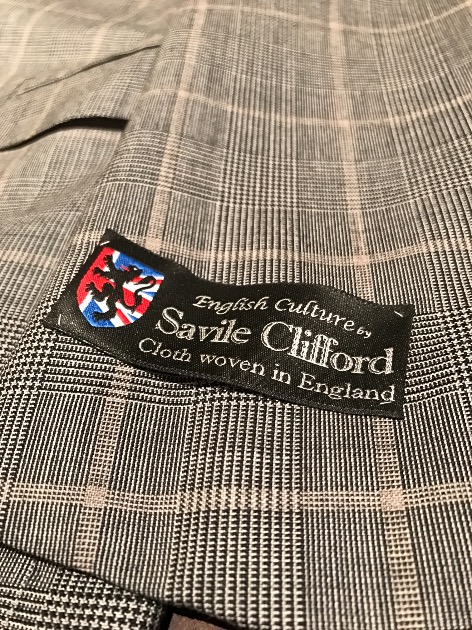 English Culture by
Savile Clifford
Cloth woven in England